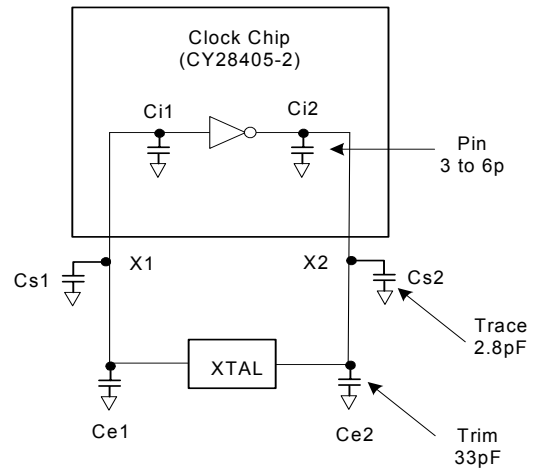 Clock Chip
(CY28405-2)
Ci1
Ci2
Pin
3 to 6p
X1
X2
Cs1
Cs2
Trace
2.8pF
XTAL
Ce1
Ce2
Trim
33pF